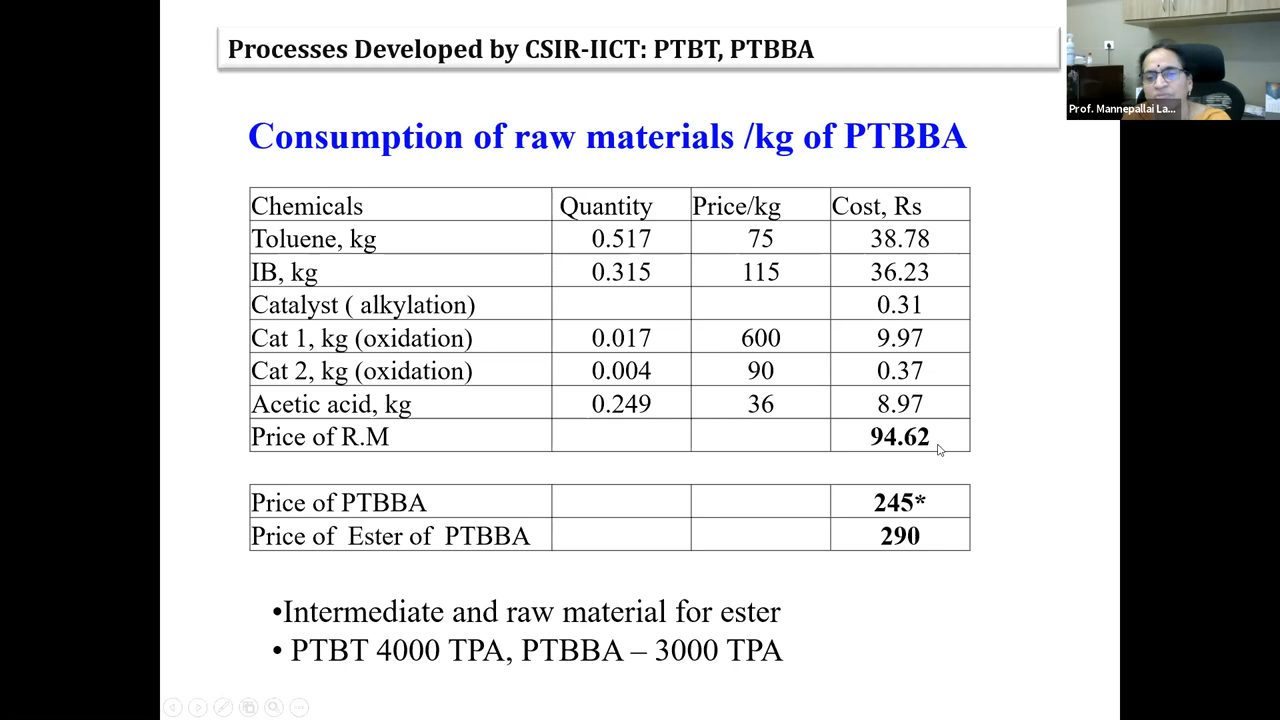 Processes Developed by CSIR-IICT: PTBT, PTBBA
Prof. Mannepallai La...
Consumption of raw materials /kg of PTBBA
Chemicals Quantity Price/kg Cost, Rs
Toluene, kg 0.517 75 38.78
IB, kg 0.315 115 36.23
Catalyst ( alkylation) 0.31
Cat 1, kg (oxidation) 0.017 600 9.97
Cat 2, kg (oxidation) 0.004 90 0.37
Acetic acid, kg 0.249 36 8.97
Price of R.M 94.62
Price of PTBBA 245*
Price of Ester of PTBBA 290
•Intermediate and raw material for ester
• PTBT 4000 TPA, PTBBA – 3000 TPA